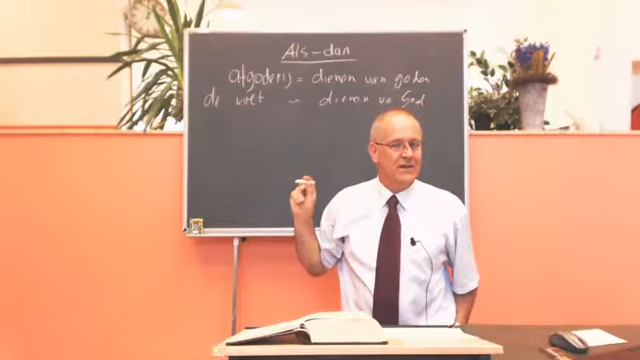 Als-dan
afgoderij = dienen van goden
de wet = dienen van God